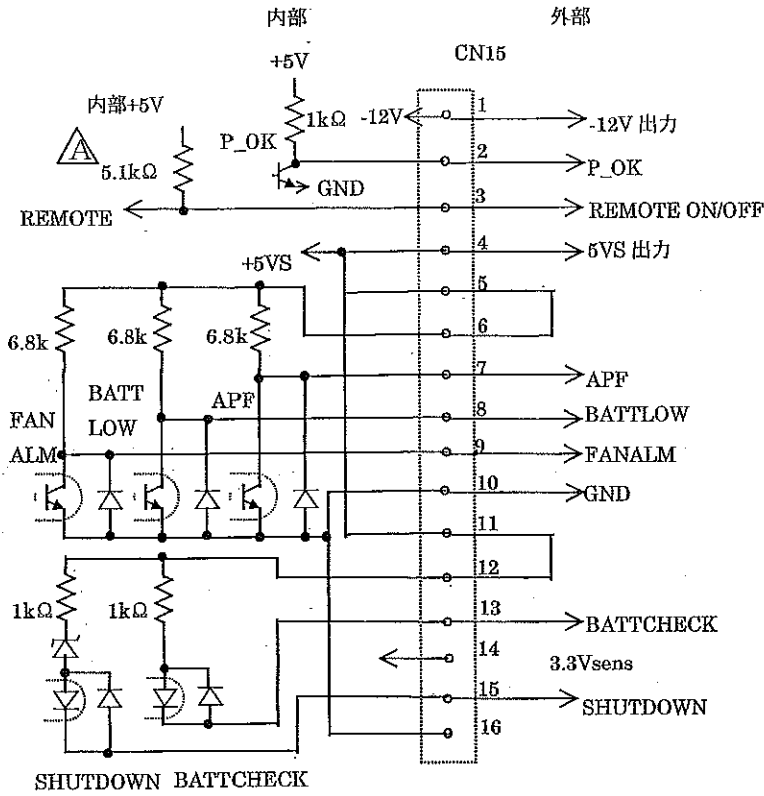 内部
外部
+5V
CN15
内部+5V
1kΩ
-12V
1
-12V 出力
A
P_OK
2
P_OK
5.1kΩ
GND
3
REMOTE
REMOTE ON/OFF
4
5VS 出力
+5VS
5
6
6.8k
6.8k
6.8k
7
APF
BATT
APF
8
BATTLOW
FAN
LOW
9
FANALM
ALM
10
GND
11
12
1kΩ
1kΩ
13
BATTCHECK
14
3.3Vsens
15
SHUTDOWN
16
SHUTDOWN BATTCHECK